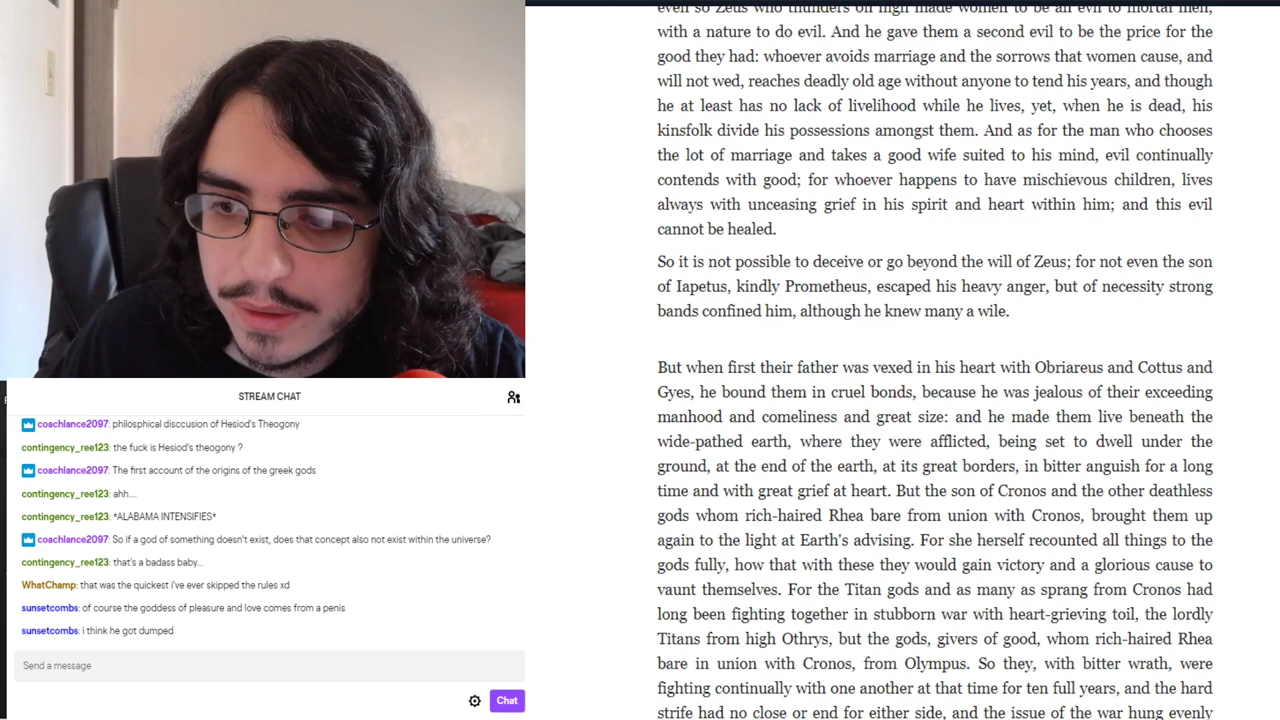 STREAM CHAT
coachlance2097: philosphical disccusion of Hesiod's Theogony
contingency_ree123: the fuck is Hesiod's theogony ?
coachlance2097: The first account of the origins of the greek gods
contingency_ree123: ahh....
contingency_ree123: *ALABAMA INTENSIFIES*
coachlance2097: So if a god of something doesn't exist, does that concept also not exist within the universe?
contingency_ree123: that's a badass baby...
WhatChamp: that was the quickest i've ever skipped the rules xd
sunsetcombs: of course the goddess of pleasure and love comes from a penis
sunsetcombs: i think he got dumped
Send a message
Chat
even so Zeus who thunders on high made women to be an evil to mortal men,
with a nature to do evil. And he gave them a second evil to be the price for the
good they had: whoever avoids marriage and the sorrows that women cause, and
will not wed, reaches deadly old age without anyone to tend his years, and though
he at least has no lack of livelihood while he lives, yet, when he is dead, his
kinsfolk divide his possessions amongst them. And as for the man who chooses
the lot of marriage and takes a good wife suited to his mind, evil continually
contends with good; for whoever happens to have mischievous children, lives
always with unceasing grief in his spirit and heart within him; and this evil
cannot be healed.
So it is not possible to deceive or go beyond the will of Zeus; for not even the son
of Iapetus, kindly Prometheus, escaped his heavy anger, but of necessity strong
bands confined him, although he knew many a wile.
But when first their father was vexed in his heart with Obriareus and Cottus and
Gyes, he bound them in cruel bonds, because he was jealous of their exceeding
manhood and comeliness and great size: and he made them live beneath the
wide-pathed earth, where they were afflicted, being set to dwell under the
ground, at the end of the earth, at its great borders, in bitter anguish for a long
time and with great grief at heart. But the son of Cronos and the other deathless
gods whom rich-haired Rhea bare from union with Cronos, brought them up
again to the light at Earth's advising. For she herself recounted all things to the
gods fully, how that with these they would gain victory and a glorious cause to
vaunt themselves. For the Titan gods and as many as sprang from Cronos had
long been fighting together in stubborn war with heart-grieving toil, the lordly
Titans from high Othrys, but the gods, givers of good, whom rich-haired Rhea
bare in union with Cronos, from Olympus. So they, with bitter wrath, were
fighting continually with one another at that time for ten full years, and the hard
strife had no close or end for either side, and the issue of the war hung evenly